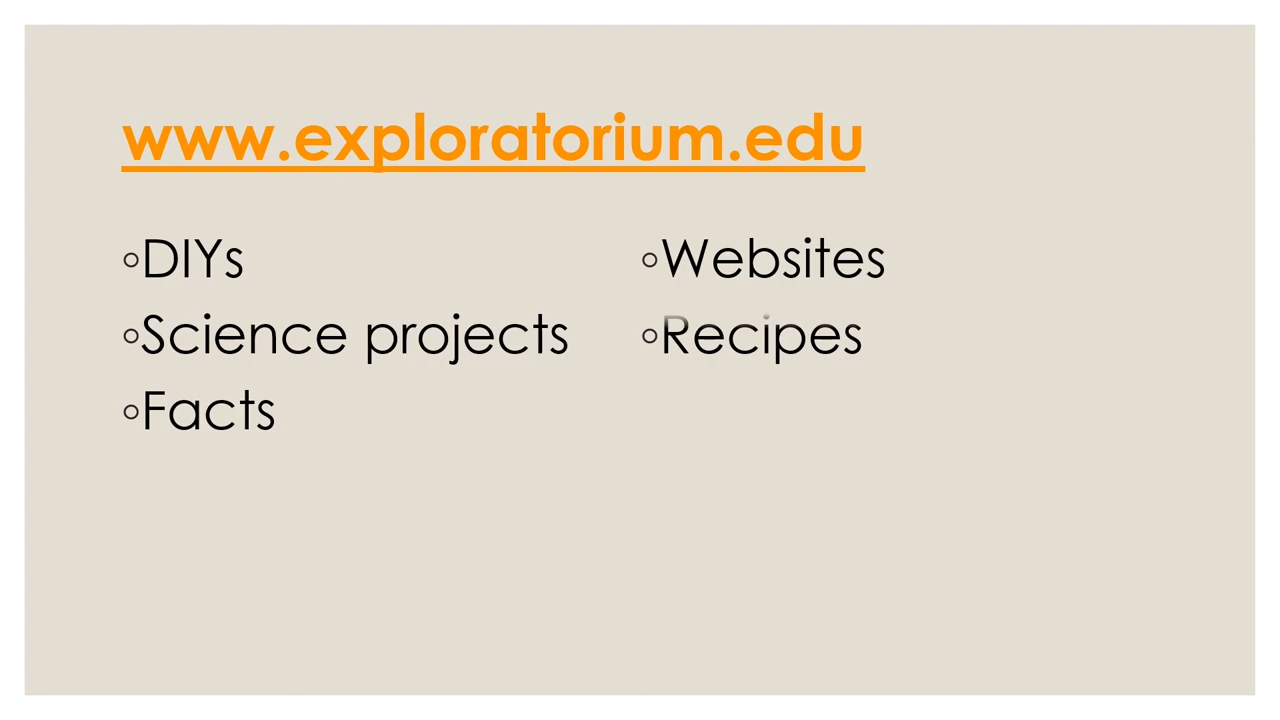 www.exploratorium.edu
◦DIYs
◦Science projects
◦Facts
◦Websites
◦Recipes